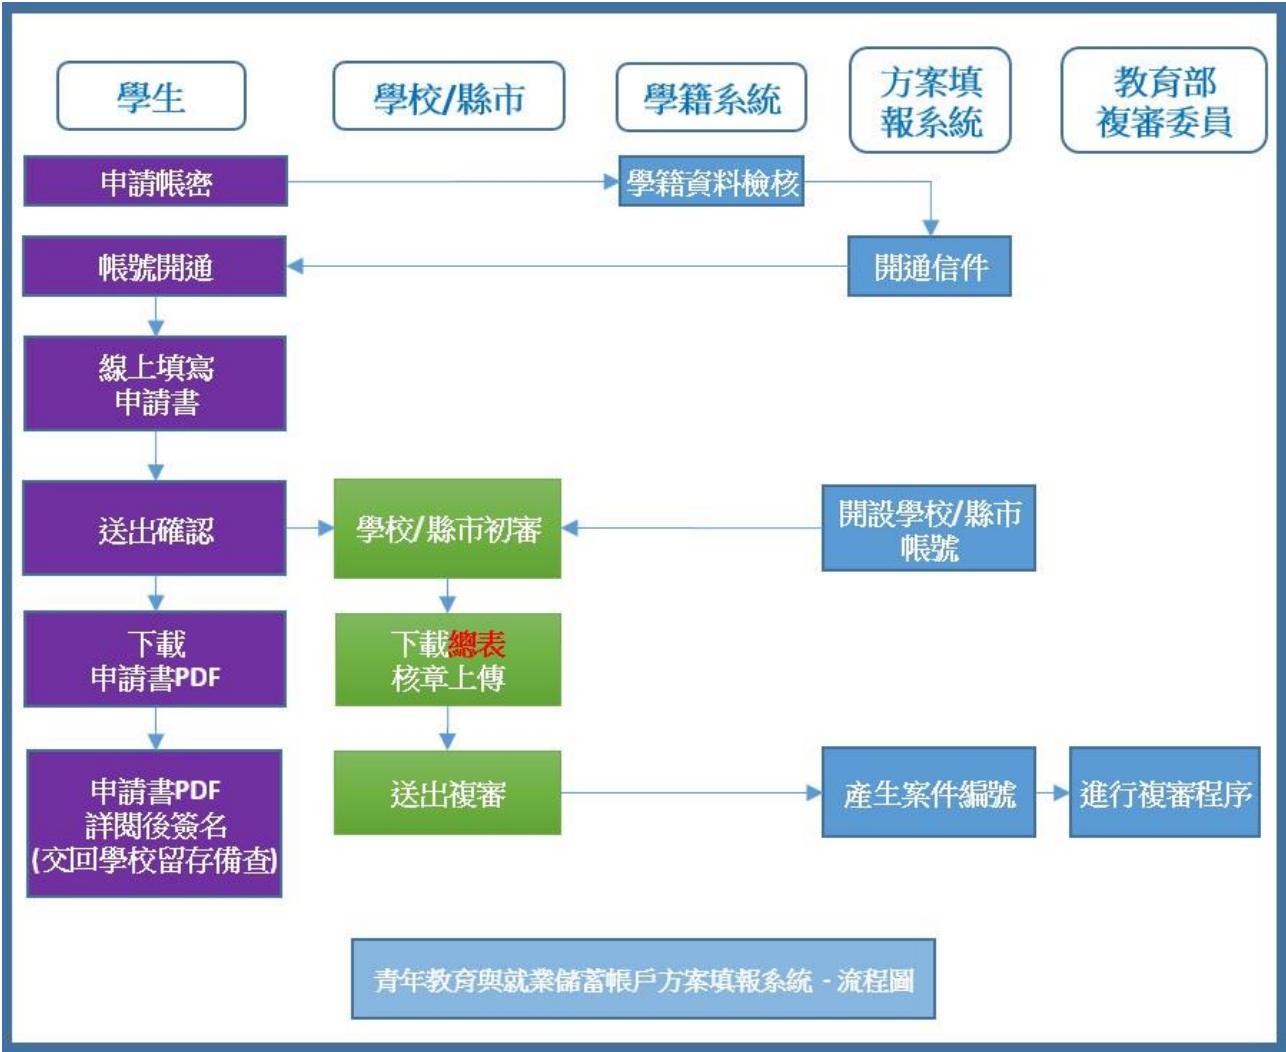 學生
學校/縣市
學籍系統
方案填
報系統
教育部
複審委員
申請帳密
學籍資料檢核
帳號開通
開通信件
線上填寫
申請書
送出確認
學校/縣市初審
開設學校/縣市
帳號
下載
申請書PDF
下載總表
核章上傳
申請書PDF
詳閱後簽名
(交回學校留存備查)
送出複審
產生案件編號
進行複審程序
青年教育與就業儲蓄帳戶方案填報系統 - 流程圖